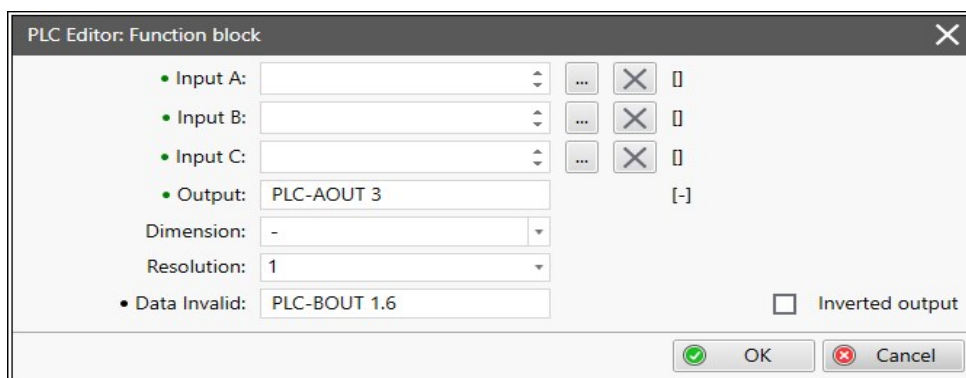 PLC Editor: Function block
• Input A: ... []
• Input B: ... []
• Input C: ... []
• Output: PLC-AOUT 3 [-]
Dimension: -
Resolution: 1
• Data Invalid: PLC-BOUT 1.6 Inverted output
OK Cancel